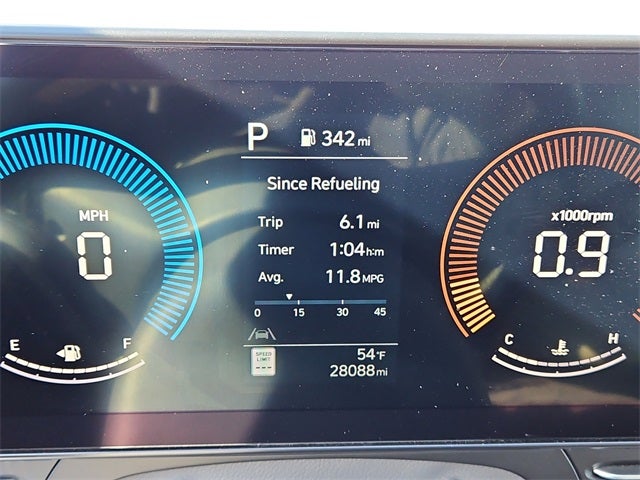 P 342 mi
Since Refueling
MPH
Trip 6.1 mi
x1000rpm
0
Timer 1:04 h:m
0.9
Avg. 11.8 MPG
0 15 30 45
E F
C H
SPEED LIMIT
---
54°F
28088 mi